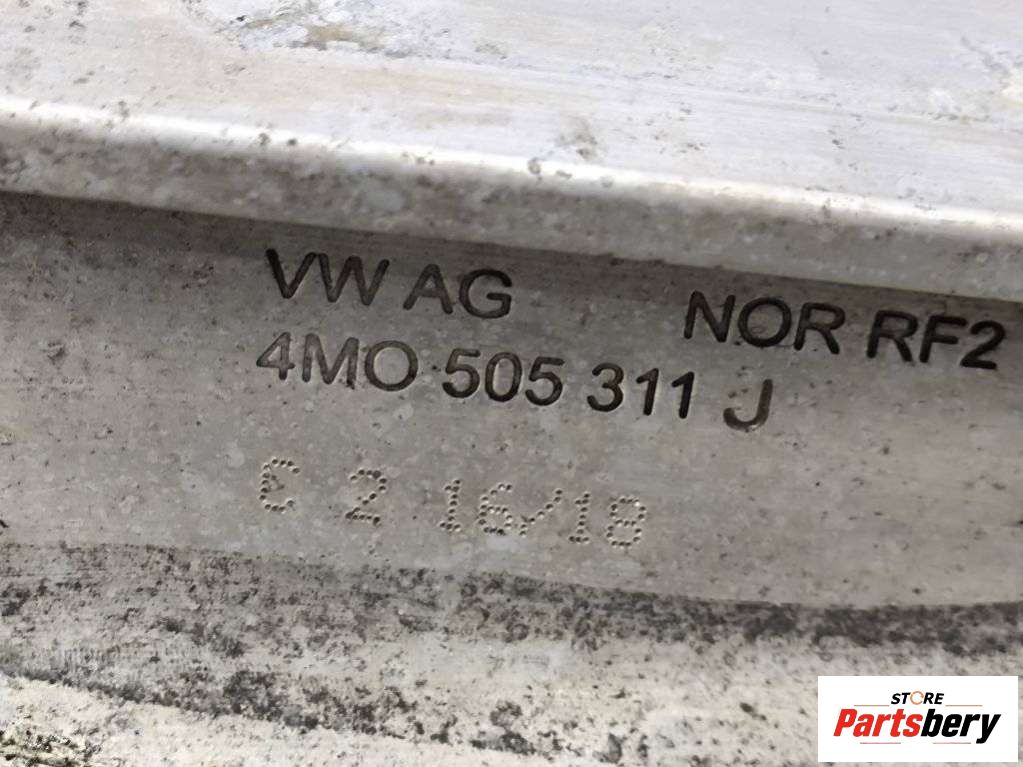 VW AG NOR RF2
4M0 505 311 J
C 2 16/18
STORE
Partsbery